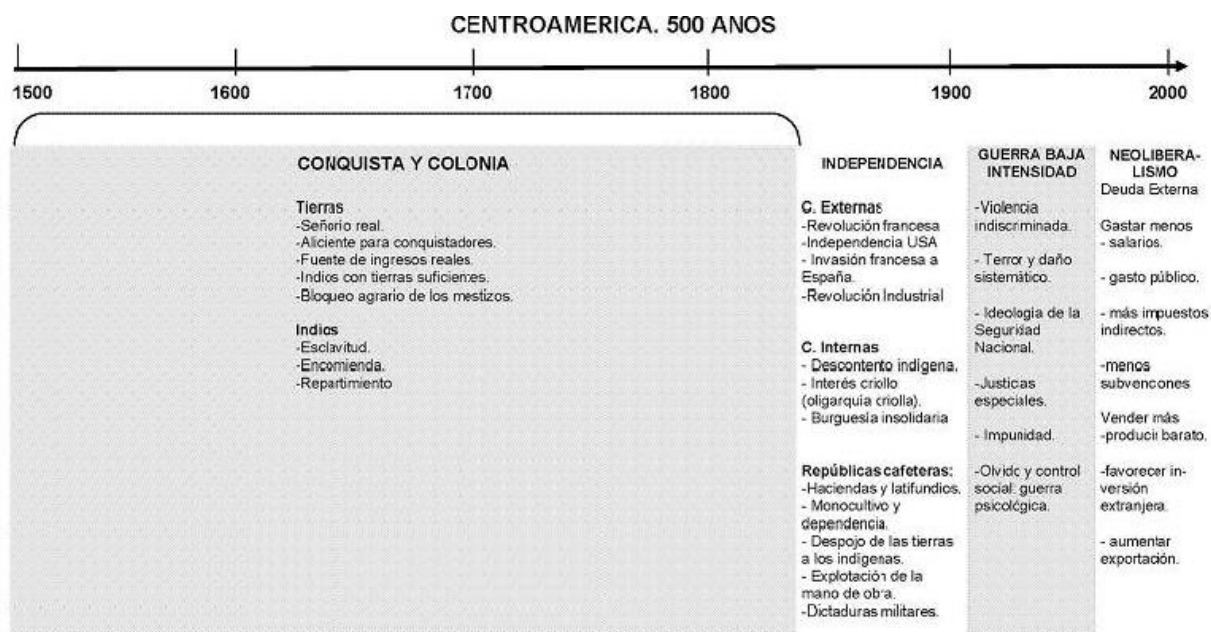 CENTROAMERICA. 500 ANOS
1500 1600 1700 1800 1900 2000
CONQUISTA Y COLONIA
Tierras
-Señorio real.
-Aliciente para conquistadores.
-Fuente de ingresos reales.
-Indios con tierras suficientes.
-Bloqueo agrario de los mestizos.
Indios
-Esclavitud.
-Encomienda.
-Repartimiento
INDEPENDENCIA
C. Externas
-Revolución francesa
-Independencia USA
- Invasión francesa a
España.
-Revolución Industrial
C. Internas
- Descontento indígena.
- Interés criollo
(oligarquía criolla).
- Burguesía insolidaria
Repúblicas cafeteras:
-Haciendas y latifundios.
- Monocultivo y
dependencia.
- Despojo de las tierras
a los indígenas.
- Explotación de la
mano de obra.
-Dictaduras militares.
GUERRA BAJA
INTENSIDAD
-Violencia
indiscriminada.
- Terror y daño
sistemático.
- Ideología de la
Seguridad
Nacional.
-Justicas
especiales.
- Impunidad.
-Olvido y control
social: guerra
psicológica.
NEOLIBERA-
LISMO
Deuda Externa
Gastar menos
- salarios.
- gasto público.
- más impuestos
indirectos.
-menos
subvencones
Vender más
-producir barato.
-favorecer in-
versión
extranjera.
- aumentar
exportación.